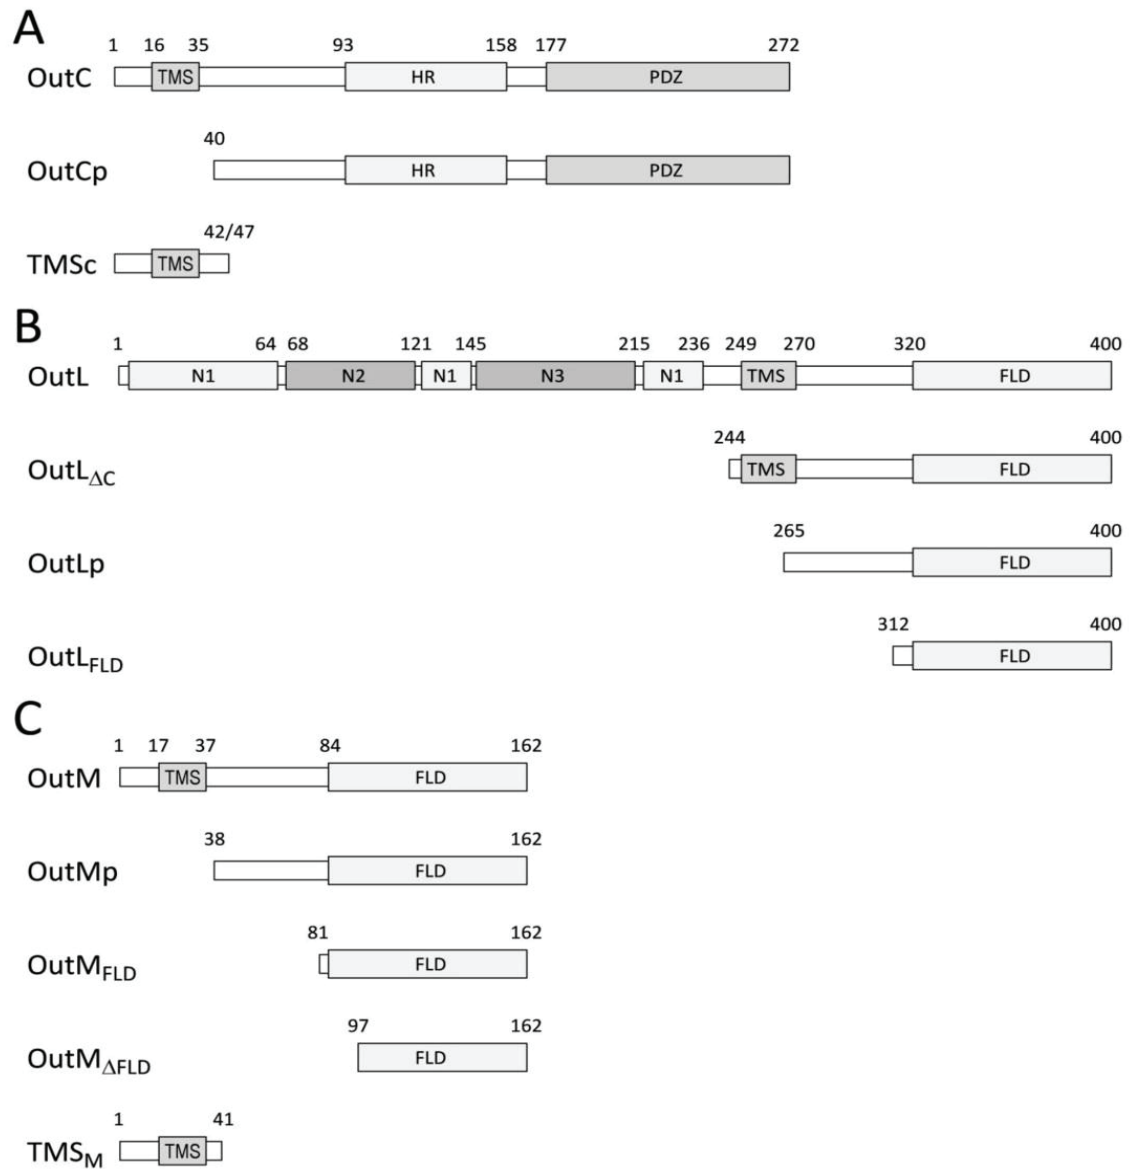 A
1 16 35 93 158 177 272
OutC TMS HR PDZ
40
OutCp HR PDZ
42/47
TMSc TMS
B
1 64 68 121 145 215 236 249 270 320 400
OutL N1 N2 N1 N3 N1 TMS FLD
244 400
OutLΔC TMS FLD
265 400
OutLp FLD
312 400
OutLFLD FLD
C
1 17 37 84 162
OutM TMS FLD
38 162
OutMp FLD
81 162
OutMFLD FLD
97 162
OutMΔFLD FLD
1 41
TMSM TMS